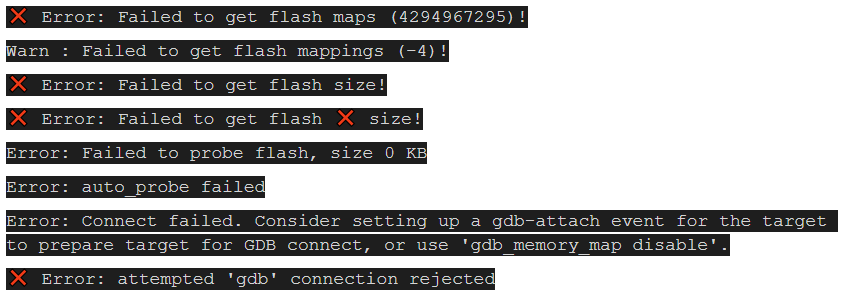 ❌ Error: Failed to get flash maps (4294967295)!
Warn : Failed to get flash mappings (-4)!
❌ Error: Failed to get flash size!
❌ Error: Failed to get flash ❌ size!
Error: Failed to probe flash, size 0 KB
Error: auto_probe failed
Error: Connect failed. Consider setting up a gdb-attach event for the target
to prepare target for GDB connect, or use 'gdb_memory_map disable'.
❌ Error: attempted 'gdb' connection rejected